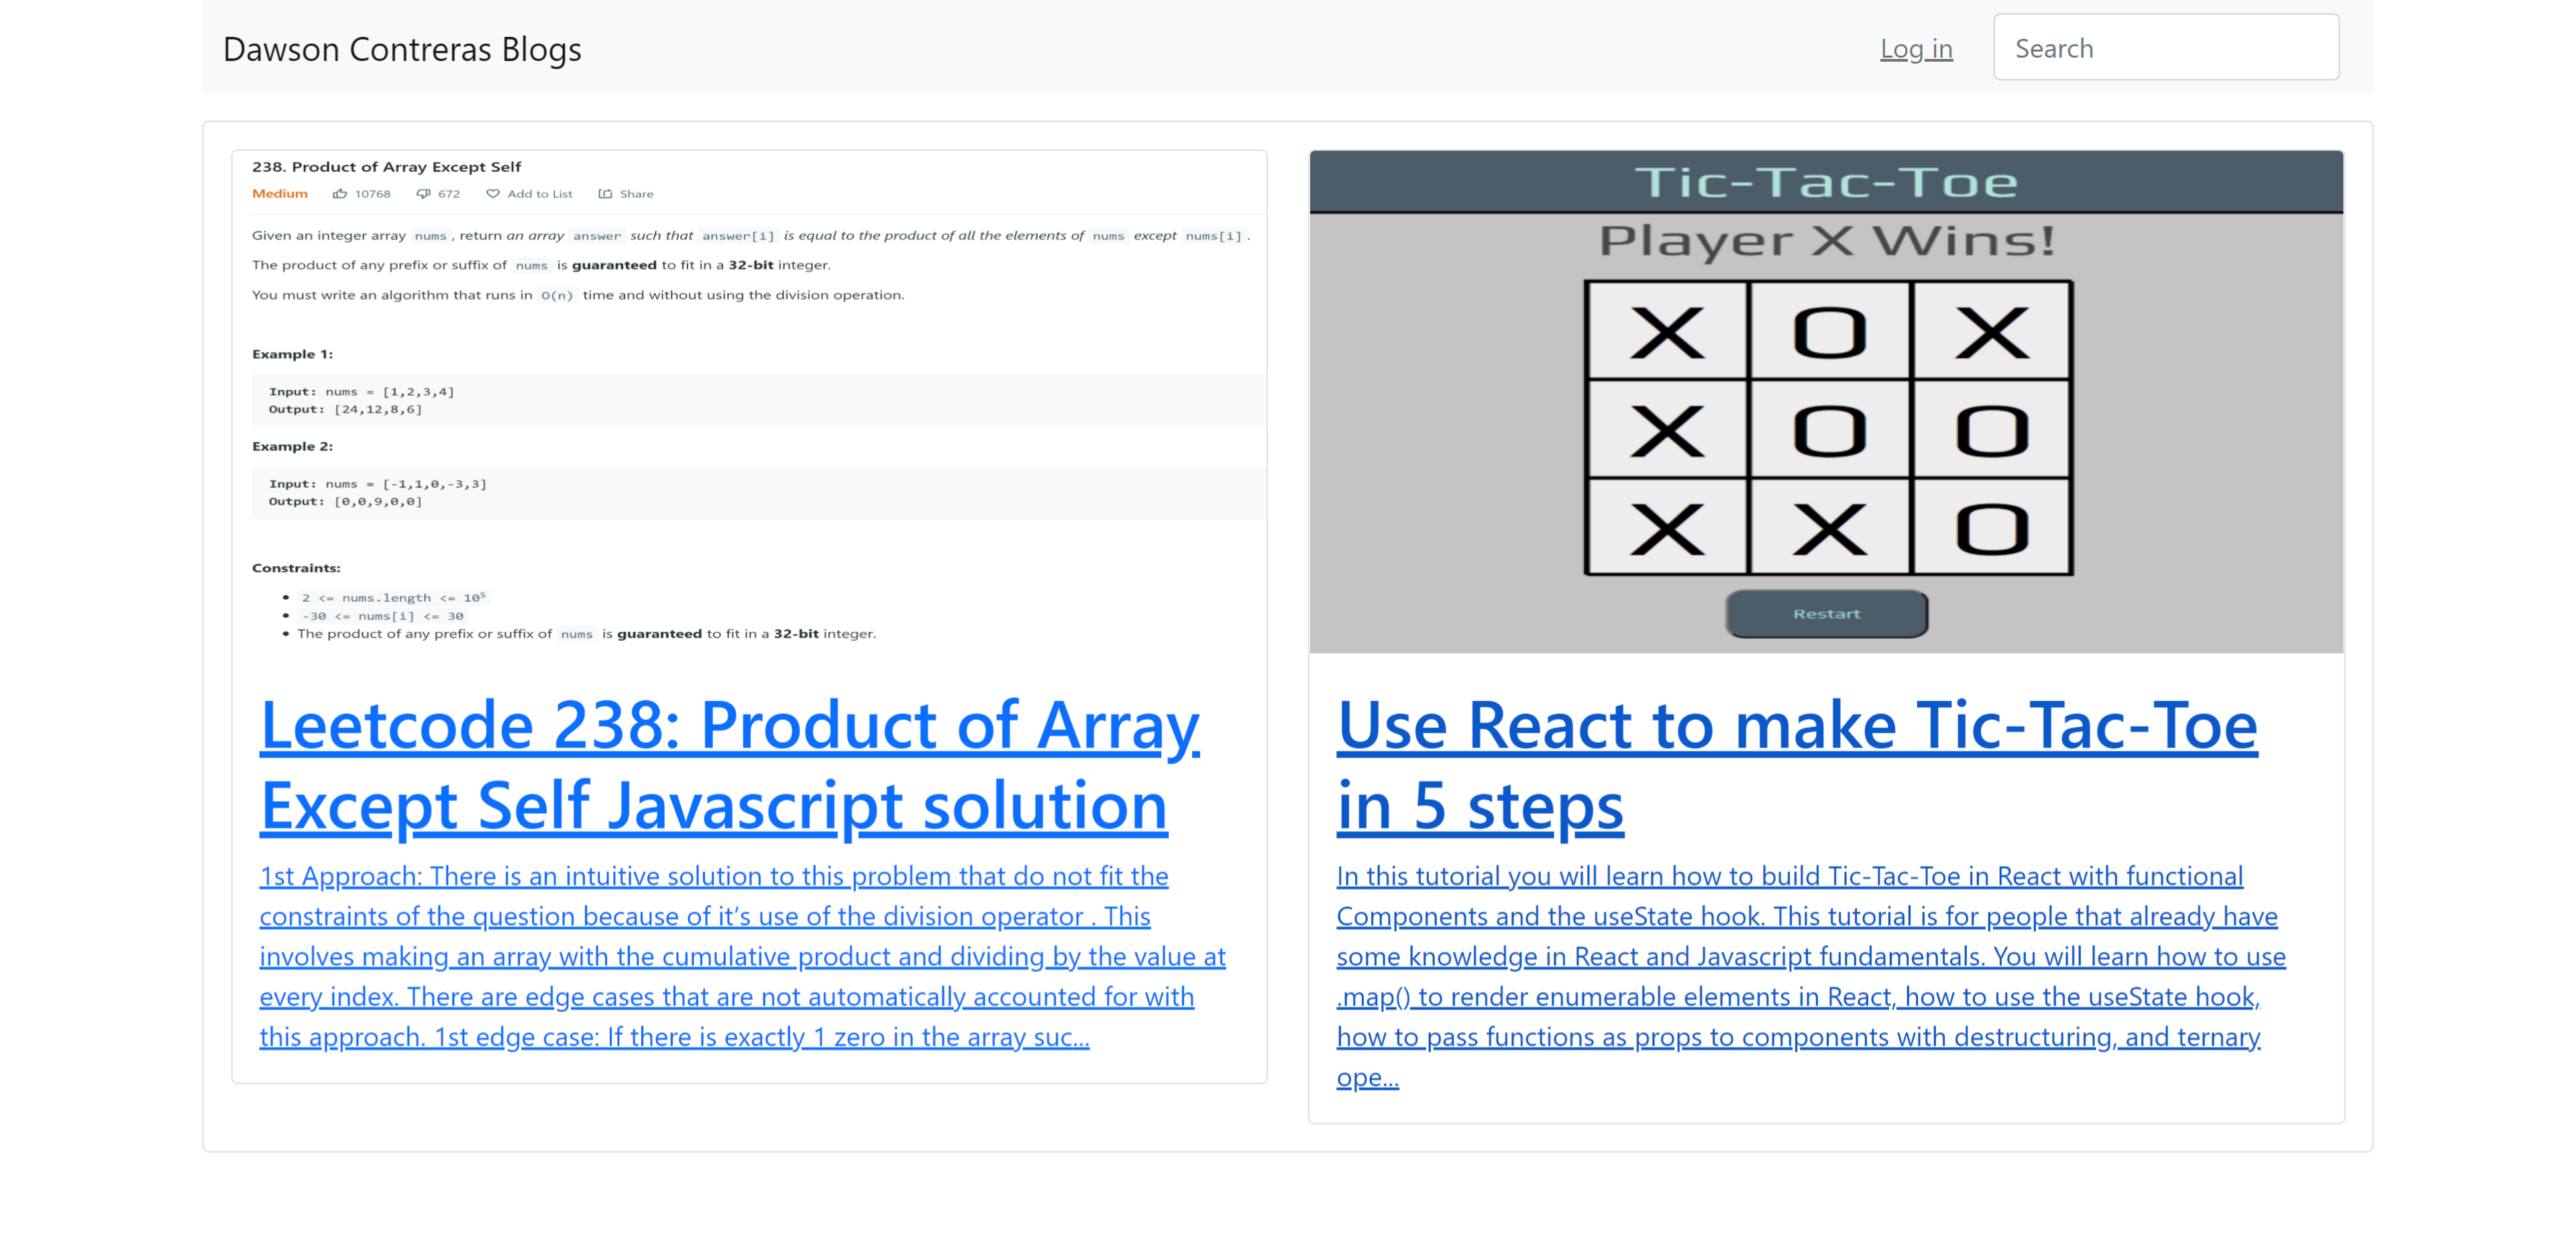 Dawson Contreras Blogs
Log in
Search
238. Product of Array Except Self
Medium 10768 672 Add to List Share
Given an integer array nums, return an array answer such that answer[i] is equal to the product of all the elements of nums except nums[i].
The product of any prefix or suffix of nums is guaranteed to fit in a 32-bit integer.
You must write an algorithm that runs in O(n) time and without using the division operation.
Example 1:
Input: nums = [1,2,3,4]
Output: [24,12,8,6]
Example 2:
Input: nums = [-1,1,0,-3,3]
Output: [0,0,9,0,0]
Constraints:
• 2 <= nums.length <= 10⁵
• -30 <= nums[i] <= 30
• The product of any prefix or suffix of nums is guaranteed to fit in a 32-bit integer.
Leetcode 238: Product of Array
Except Self Javascript solution
1st Approach: There is an intuitive solution to this problem that do not fit the
constraints of the question because of it’s use of the division operator . This
involves making an array with the cumulative product and dividing by the value at
every index. There are edge cases that are not automatically accounted for with
this approach. 1st edge case: If there is exactly 1 zero in the array suc...
Tic-Tac-Toe
Player X Wins!
X O X
X O O
X X O
Restart
Use React to make Tic-Tac-Toe
in 5 steps
In this tutorial you will learn how to build Tic-Tac-Toe in React with functional
Components and the useState hook. This tutorial is for people that already have
some knowledge in React and Javascript fundamentals. You will learn how to use
.map() to render enumerable elements in React, how to use the useState hook,
how to pass functions as props to components with destructuring, and ternary
ope...